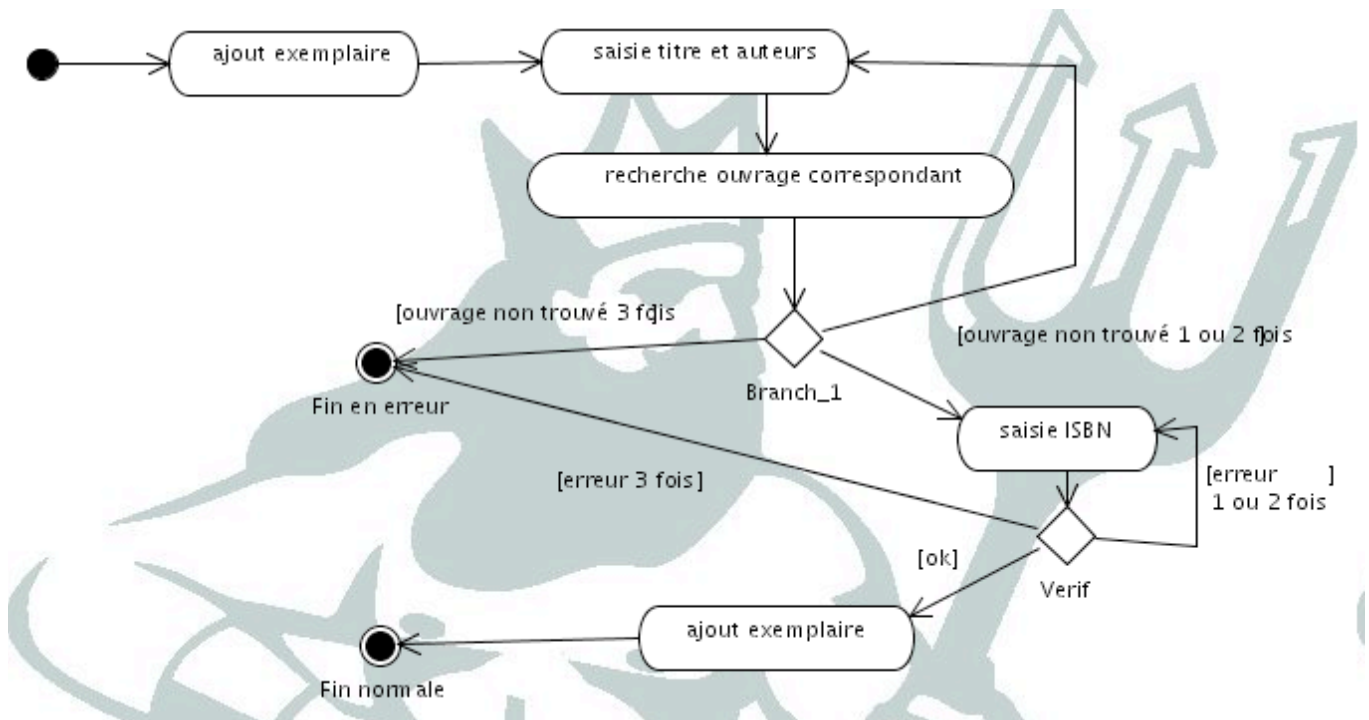 ajout exemplaire
saisie titre et auteurs
recherche ouvrage correspondant
[ouvrage non trouvé 3 fois]
[ouvrage non trouvé 1 ou 2 fois]
Branch_1
Fin en erreur
saisie ISBN
[erreur 3 fois]
[erreur ]
1 ou 2 fois
[ok]
Verif
ajout exemplaire
Fin normale